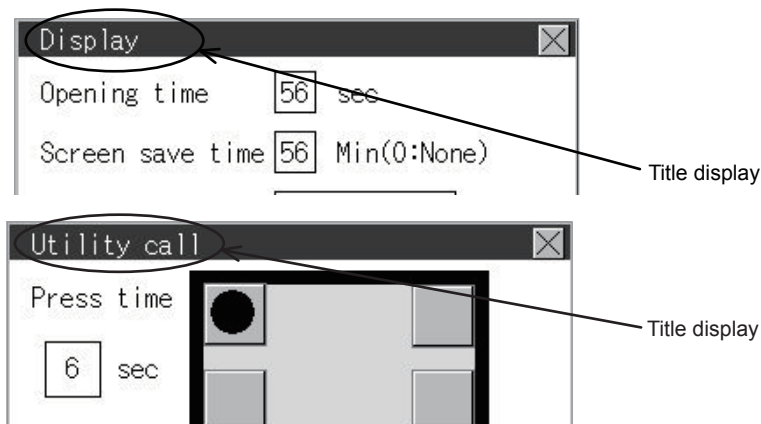 Display
Opening time 56 sec
Screen save time 56 Min(0:None)
Title display
Utility call
Press time
Title display
6 sec